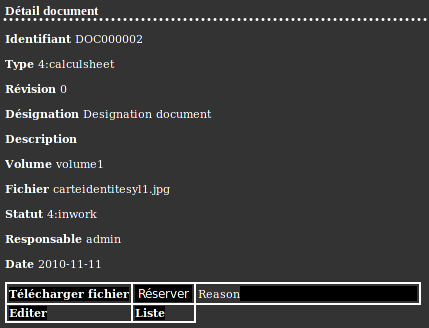 Détail document
Identifiant DOC000002
Type 4:calculsheet
Révision 0
Désignation Designation document
Description
Volume volume1
Fichier carteidentitesyl1.jpg
Statut 4:inwork
Responsable admin
Date 2010-11-11
Télécharger fichier Réserver Reason
Editer Liste